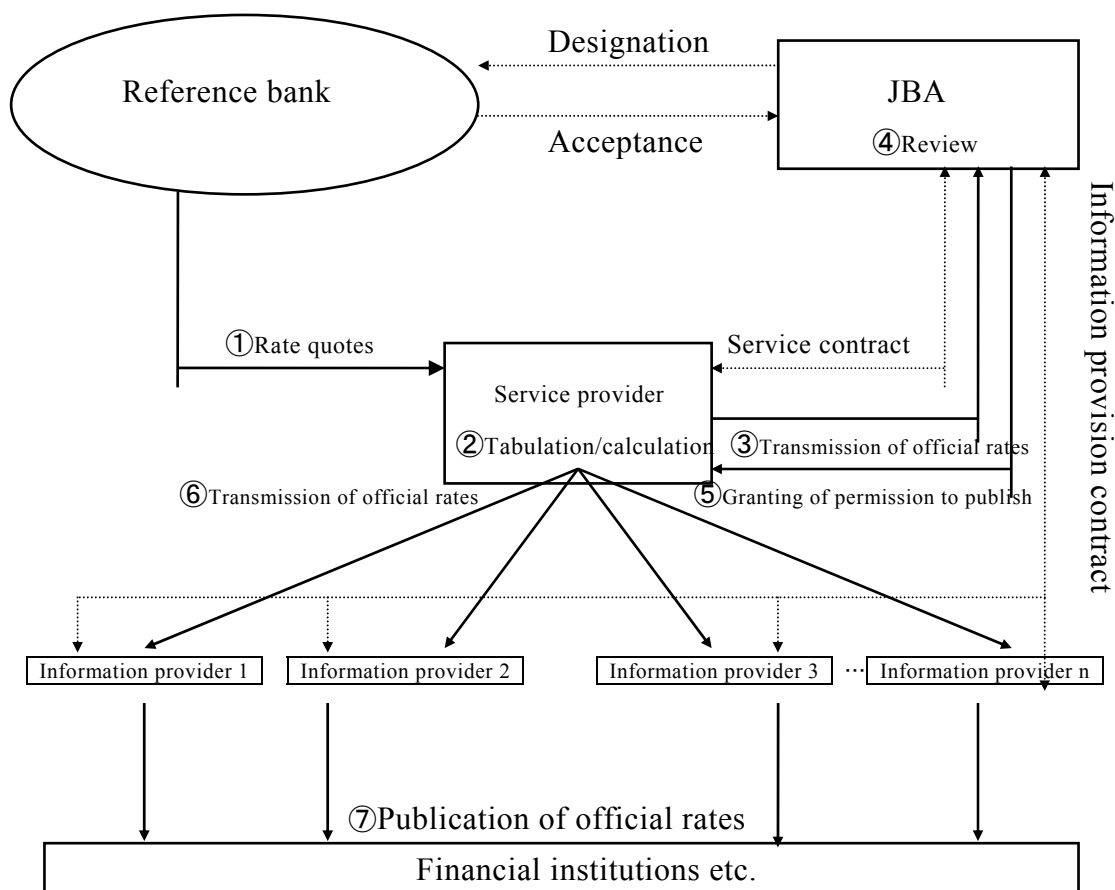 Designation
Reference bank
JBA
Acceptance
④Review
Information provision contract
①Rate quotes
Service contract
Service provider
②Tabulation/calculation
③Transmission of official rates
⑥Transmission of official rates
⑤Granting of permission to publish
Information provider 1
Information provider 2
Information provider 3
…
Information provider n
⑦Publication of official rates
Financial institutions etc.